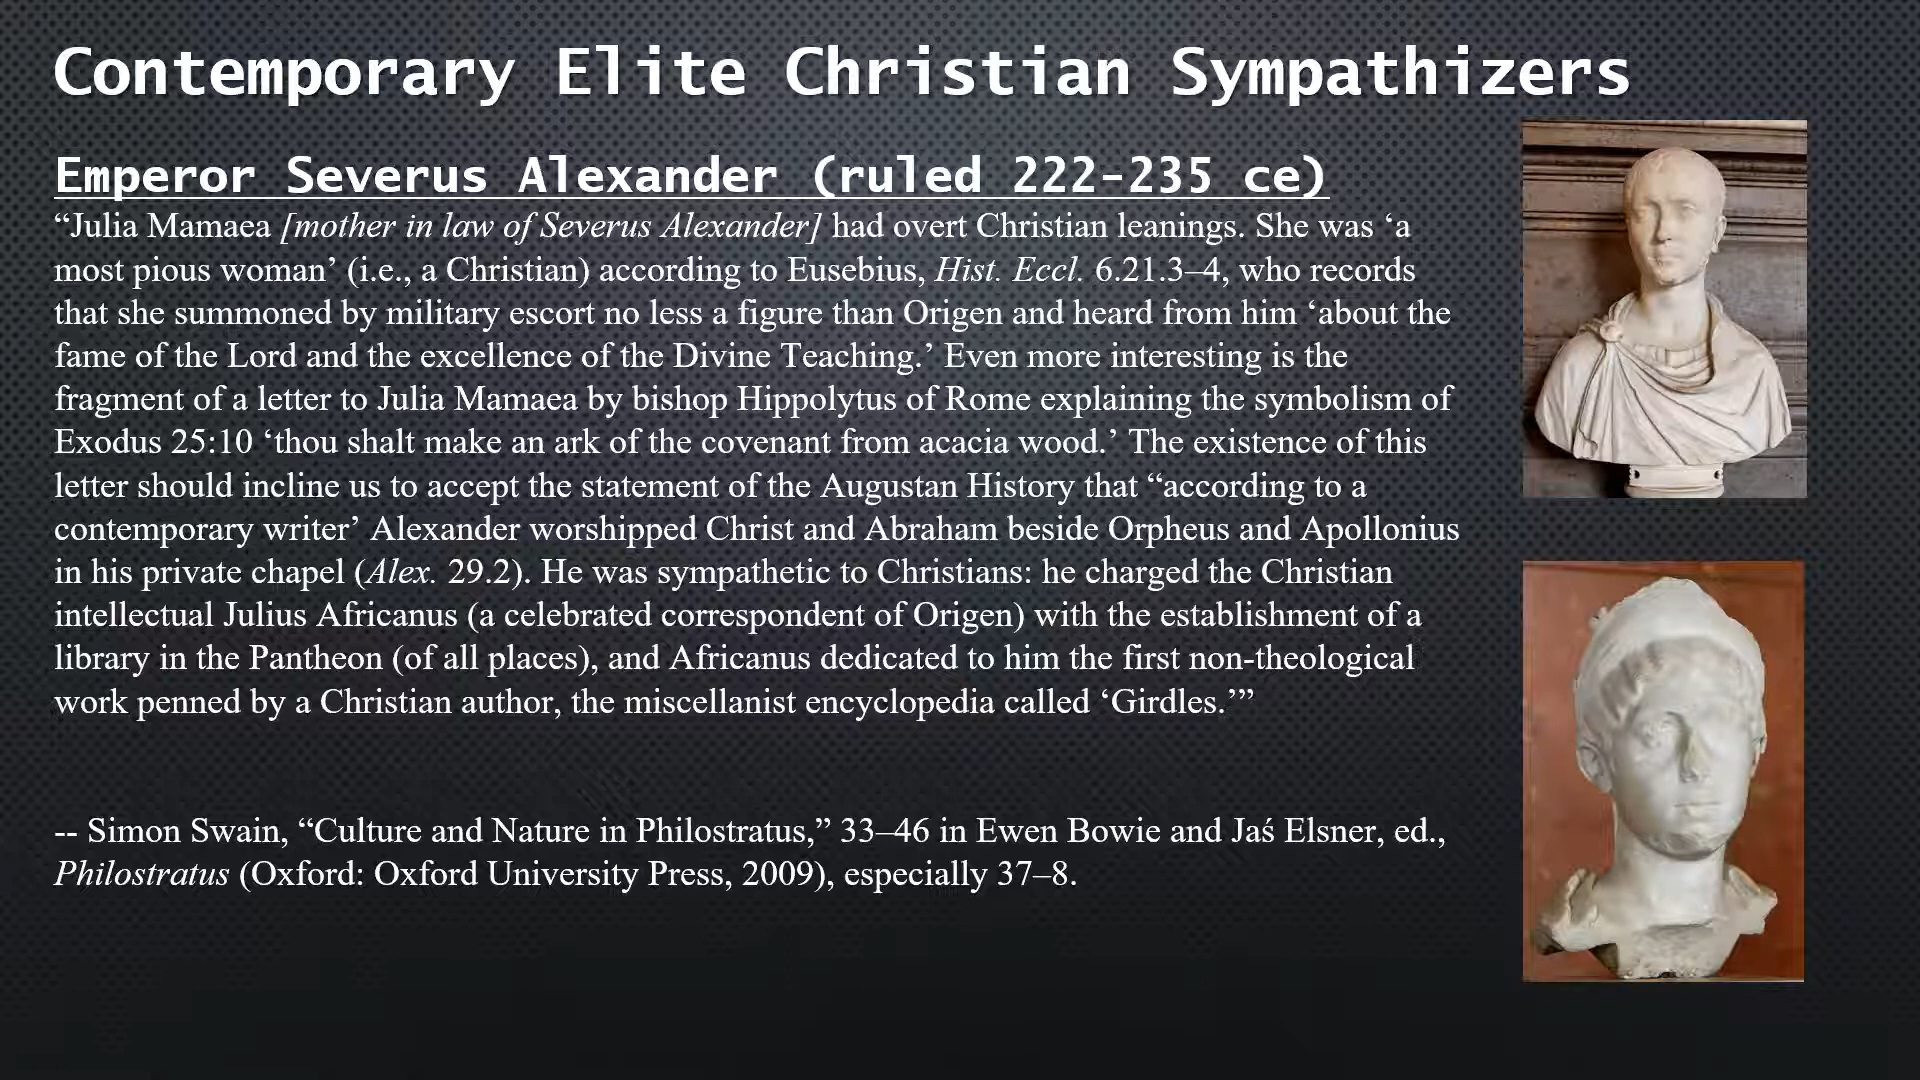 Contemporary Elite Christian Sympathizers
Emperor Severus Alexander (ruled 222-235 ce)
“Julia Mamaea [mother in law of Severus Alexander] had overt Christian leanings. She was ‘a
most pious woman’ (i.e., a Christian) according to Eusebius, Hist. Eccl. 6.21.3–4, who records
that she summoned by military escort no less a figure than Origen and heard from him ‘about the
fame of the Lord and the excellence of the Divine Teaching.’ Even more interesting is the
fragment of a letter to Julia Mamaea by bishop Hippolytus of Rome explaining the symbolism of
Exodus 25:10 ‘thou shalt make an ark of the covenant from acacia wood.’ The existence of this
letter should incline us to accept the statement of the Augustan History that “according to a
contemporary writer’ Alexander worshipped Christ and Abraham beside Orpheus and Apollonius
in his private chapel (Alex. 29.2). He was sympathetic to Christians: he charged the Christian
intellectual Julius Africanus (a celebrated correspondent of Origen) with the establishment of a
library in the Pantheon (of all places), and Africanus dedicated to him the first non-theological
work penned by a Christian author, the miscellanist encyclopedia called ‘Girdles.’”
-- Simon Swain, “Culture and Nature in Philostratus,” 33–46 in Ewen Bowie and Jaś Elsner, ed.,
Philostratus (Oxford: Oxford University Press, 2009), especially 37–8.